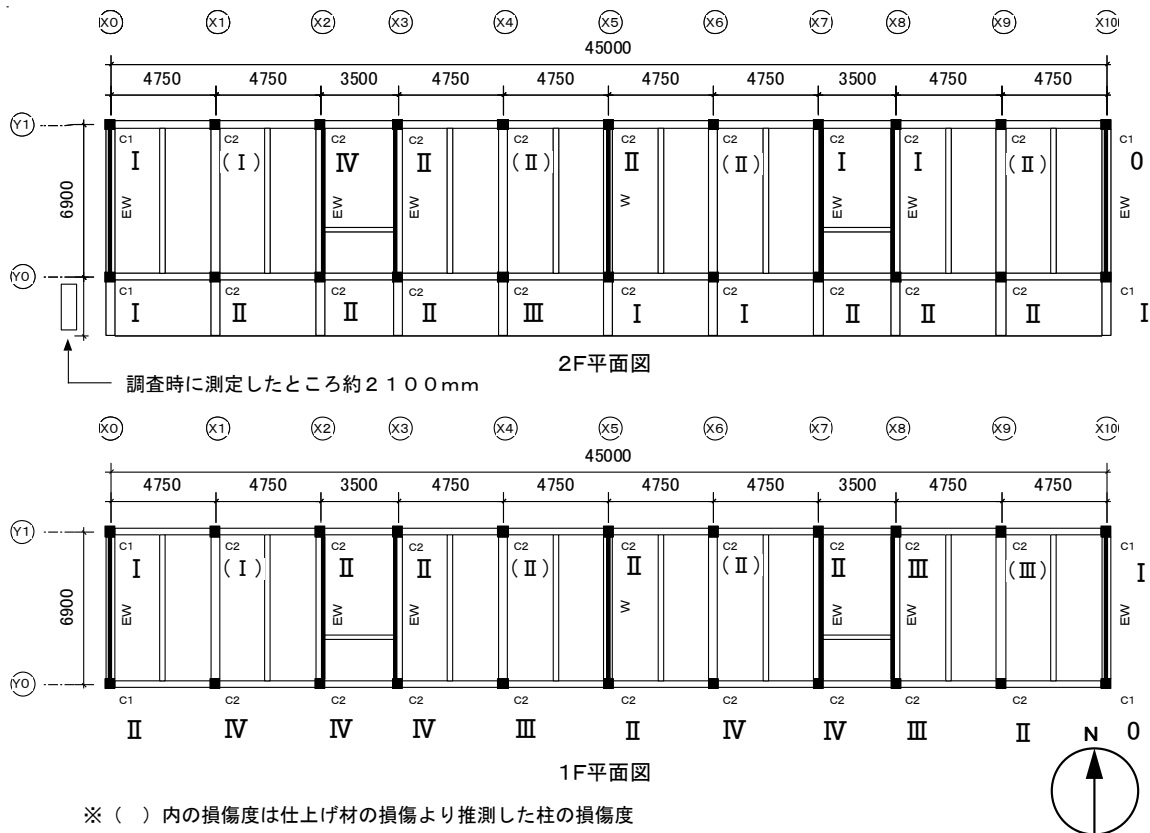 X0 X1 X2 X3 X4 X5 X6 X7 X8 X9 X10
45000
4750 4750 3500 4750 4750 4750 4750 3500 4750 4750
Y1
C1 C2 C2 C2 C2 C2 C2 C2 C2 C2 C1
Ⅰ (Ⅰ) Ⅳ Ⅱ (Ⅱ) Ⅱ (Ⅱ) Ⅰ Ⅰ (Ⅱ) 0
6900
EW EW EW W EW EW EW
Y0
C1 C2 C2 C2 C2 C2 C2 C2 C2 C2 C1
Ⅰ Ⅱ Ⅱ Ⅱ Ⅲ Ⅰ Ⅰ Ⅱ Ⅱ Ⅱ Ⅰ
2F平面図
調査時に測定したところ約2100mm
X0 X1 X2 X3 X4 X5 X6 X7 X8 X9 X10
45000
4750 4750 3500 4750 4750 4750 4750 3500 4750 4750
Y1
C1 C2 C2 C2 C2 C2 C2 C2 C2 C2 C1
Ⅰ (Ⅰ) Ⅱ Ⅱ (Ⅱ) Ⅱ (Ⅱ) Ⅱ Ⅲ (Ⅲ) Ⅰ
6900
EW EW EW W EW EW EW
Y0
C1 C2 C2 C2 C2 C2 C2 C2 C2 C2 C1
Ⅱ Ⅳ Ⅳ Ⅳ Ⅲ Ⅱ Ⅳ Ⅳ Ⅲ Ⅱ 0
N
1F平面図
※( )内の損傷度は仕上げ材の損傷より推測した柱の損傷度